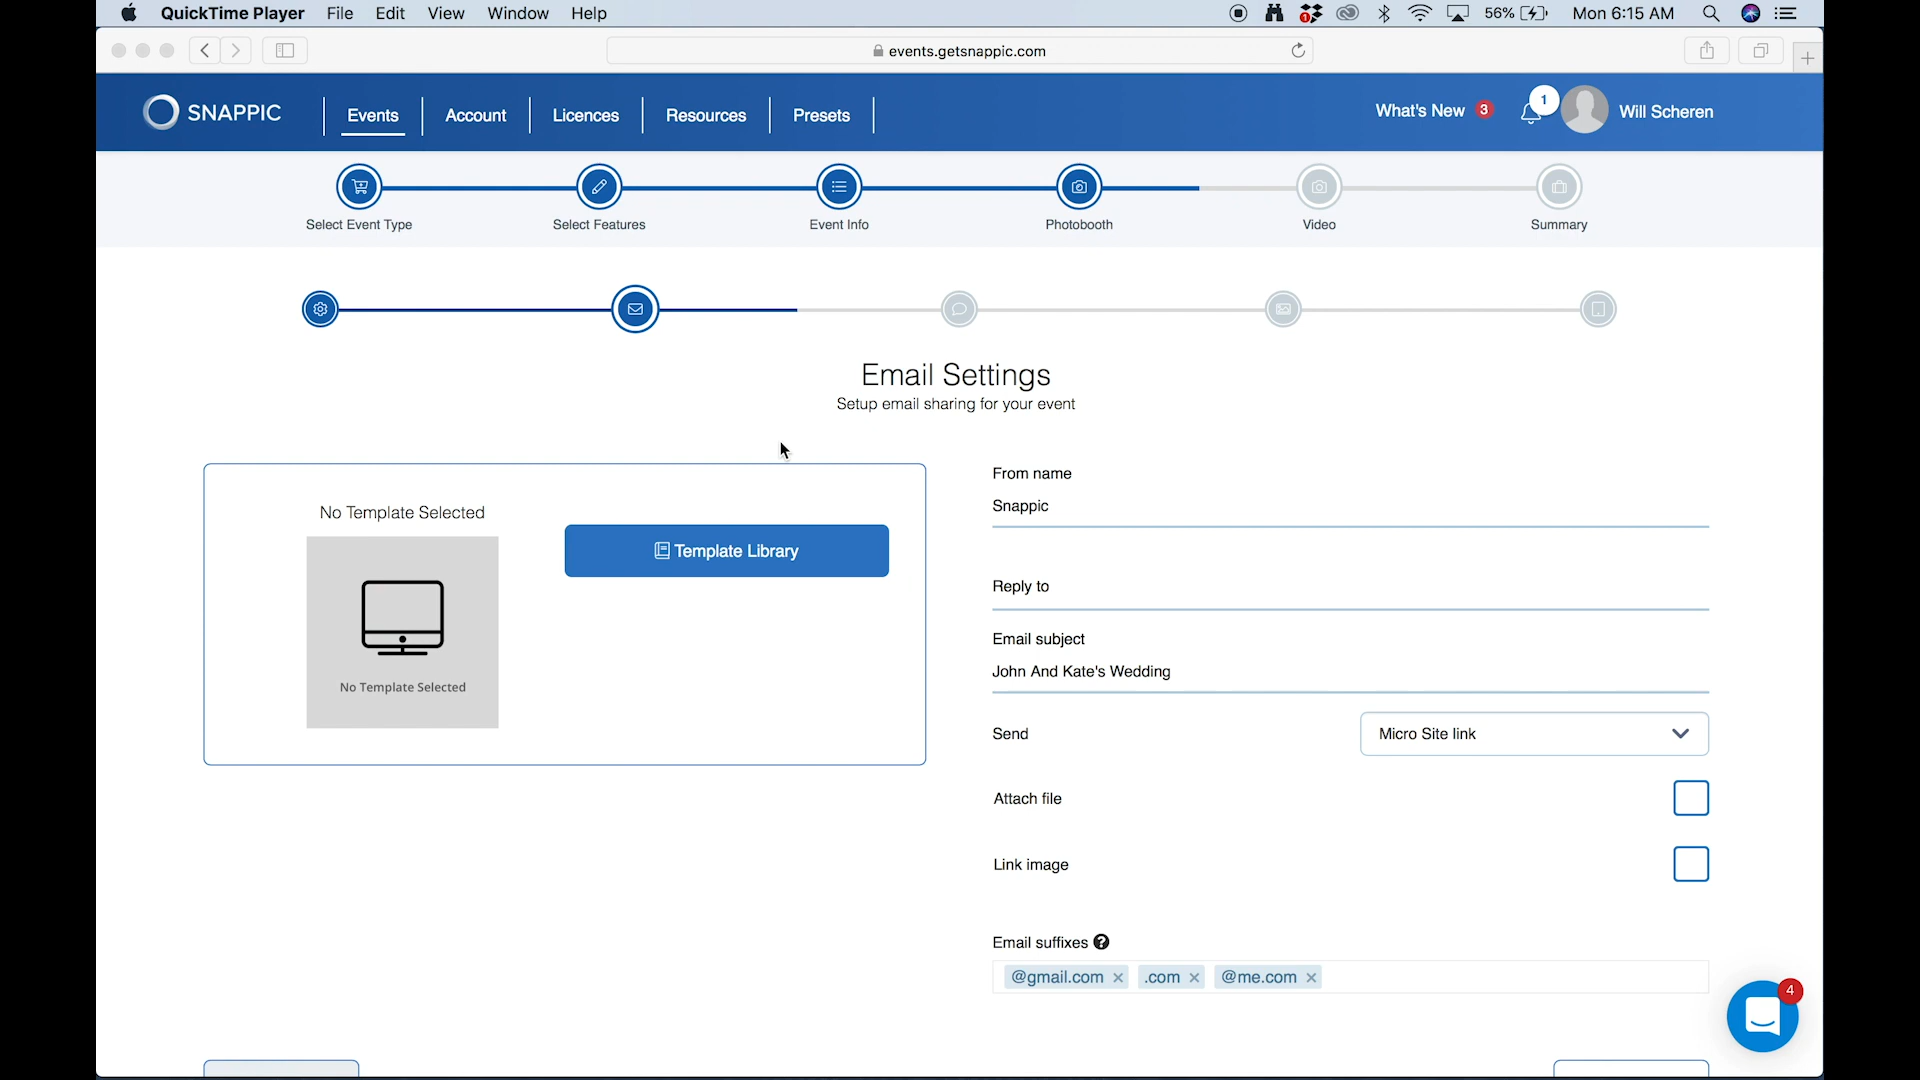 QuickTime Player File Edit View Window Help 1 56% Mon 6:15 AM
events.getsnappic.com
SNAPPIC Events Account Licences Resources Presets What's New 3 1 Will Scheren
Select Event Type Select Features Event Info Photobooth Video Summary
Email Settings
Setup email sharing for your event
No Template Selected
Template Library
No Template Selected
From name
Snappic
Reply to
Email subject
John And Kate's Wedding
Send Micro Site link
Attach file
Link image
Email suffixes ?
@gmail.com × .com × @me.com ×
4